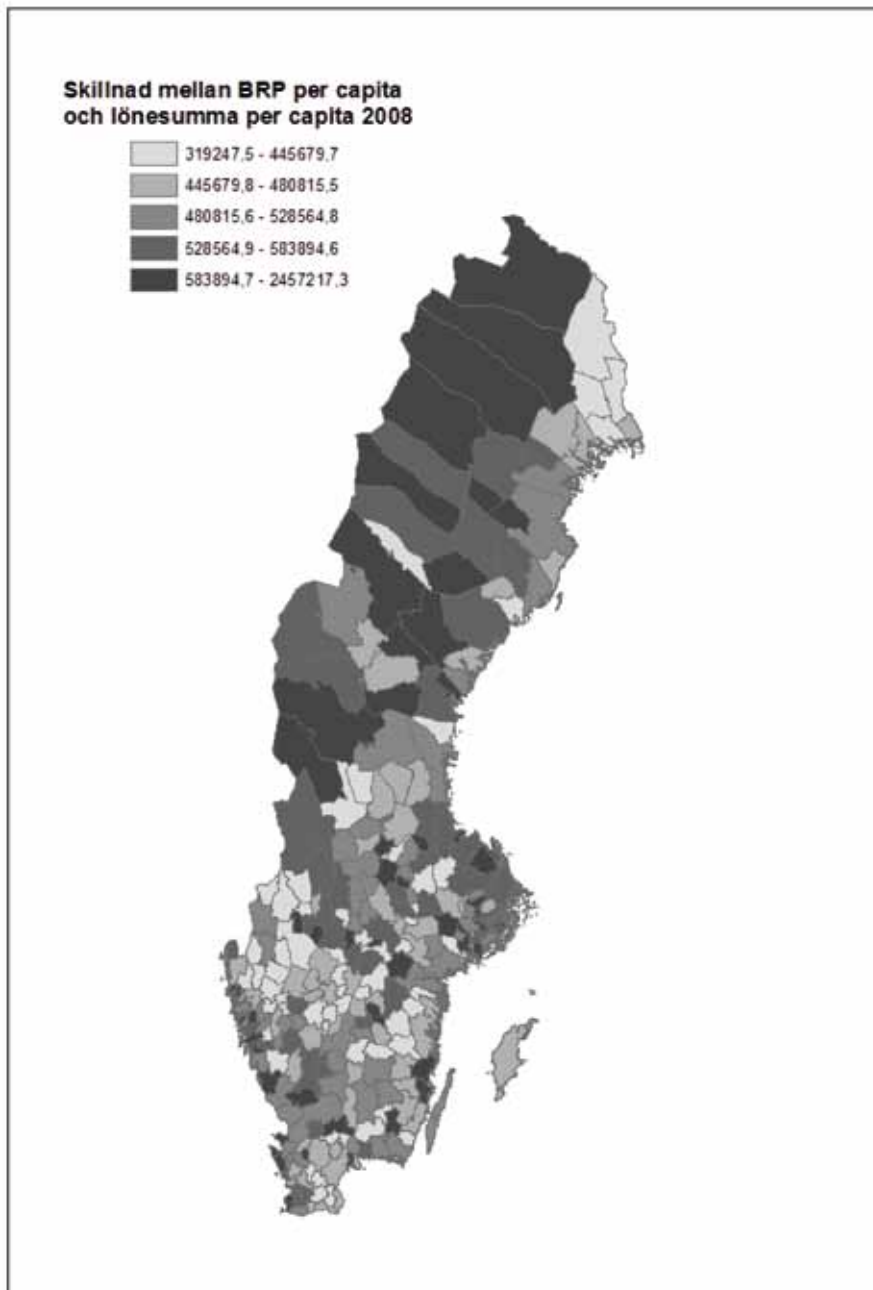 Skillnad mellan BRP per capita
och lönesumma per capita 2008
319247,5 - 445679,7
445679,8 - 480815,5
480815,6 - 528564,8
528564,9 - 583894,6
583894,7 - 2457217,3